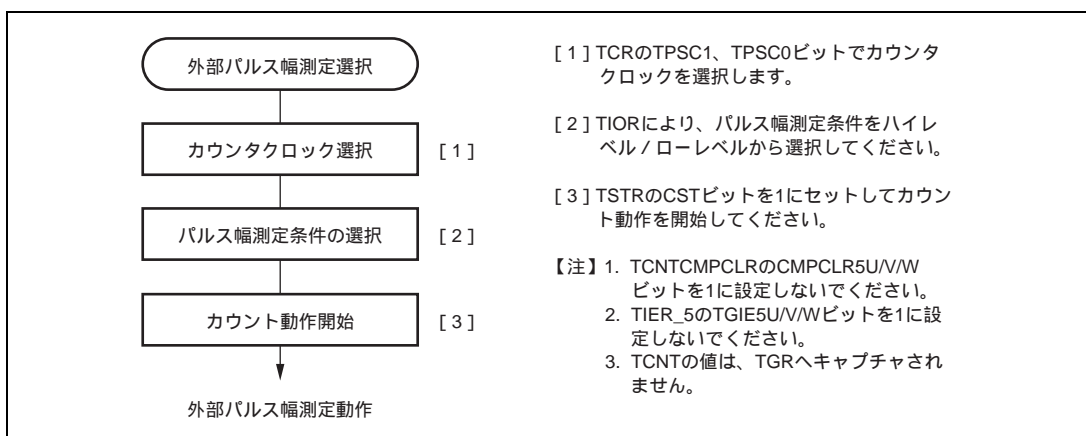 外部パルス幅測定選択
カウンタクロック選択 [ 1 ]
パルス幅測定条件の選択 [ 2 ]
カウント動作開始 [ 3 ]
外部パルス幅測定動作
[ 1 ] TCRのTPSC1、TPSC0ビットでカウンタ
クロックを選択します。
[ 2 ] TIORにより、パルス幅測定条件をハイレ
ベル / ローレベルから選択してください。
[ 3 ] TSTRのCSTビットを1にセットしてカウン
ト動作を開始してください。
【注】 1. TCNTCMPCLRのCMPCLR5U/V/W
ビットを1に設定しないでください。
2. TIER_5のTGIE5U/V/Wビットを1に設
定しないでください。
3. TCNTの値は、TGRへキャプチャされ
ません。